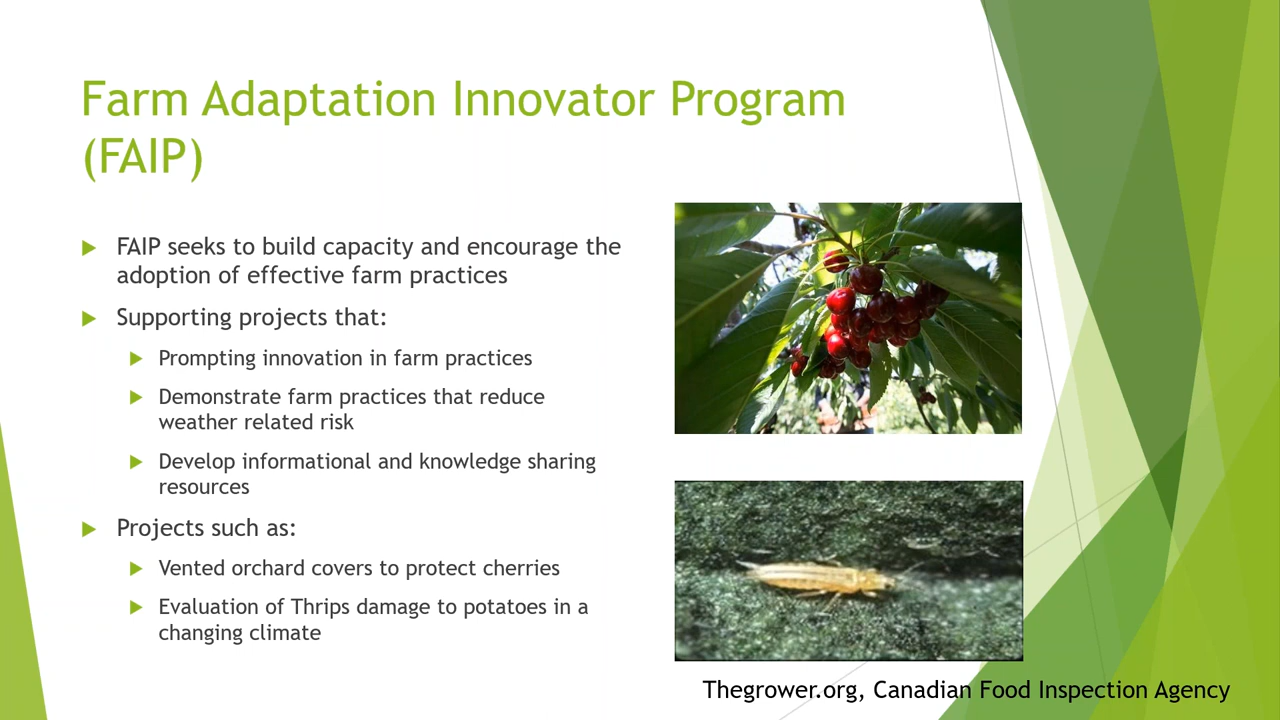 Farm Adaptation Innovator Program
(FAIP)
FAIP seeks to build capacity and encourage the
adoption of effective farm practices
Supporting projects that:
Prompting innovation in farm practices
Demonstrate farm practices that reduce
weather related risk
Develop informational and knowledge sharing
resources
Projects such as:
Vented orchard covers to protect cherries
Evaluation of Thrips damage to potatoes in a
changing climate
Thegrower.org, Canadian Food Inspection Agency